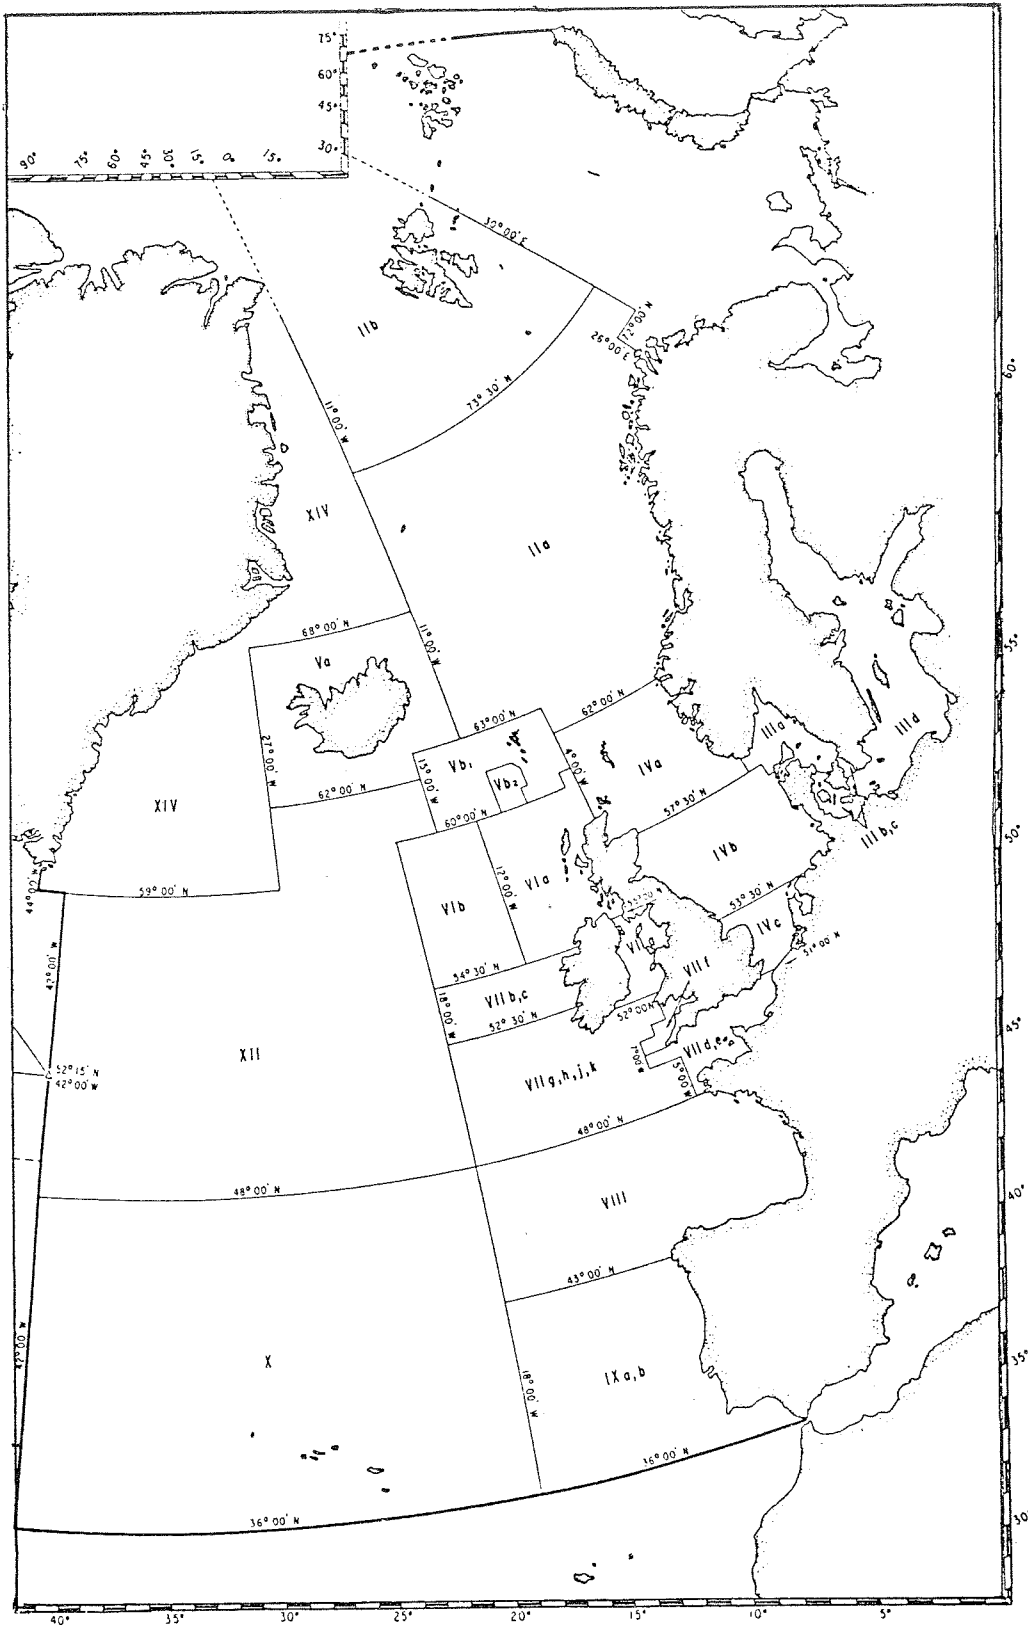 75°
60°
45°
30°
90°
75°
60°
45°
30°
15°
0°
15°
30°00'E
72°00'N
26°00'E
IIb
73°30'N
11°00'W
60°
XIV
IIa
68°00'N
11°00'W
55°
Va
27°00'W
63°00'N
62°00'N
IIIa
IIId
15°00'W
Vb1
Vb2
4°00'W
IVa
XIV
62°00'N
60°00'N
57°30'N
50°
IIIb,c
IVb
12°00'W
VIa
VIb
44°00'W
59°00'N
53°30'N
IVc
51°00'N
VIIa
42°00'W
54°30'N
VIIf
18°00'W
VIIb,c
52°30'N
52°00'N
45°
XII
52°15'N
42°00'W
VIId,e
7°00'W
5°00'W
VIIg,h,j,k
48°00'N
48°00'N
VIII
40°
43°00'N
42°00'W
X
18°00'W
IXa,b
35°
36°00'N
36°00'N
30°
40°
35°
30°
25°
20°
15°
10°
5°